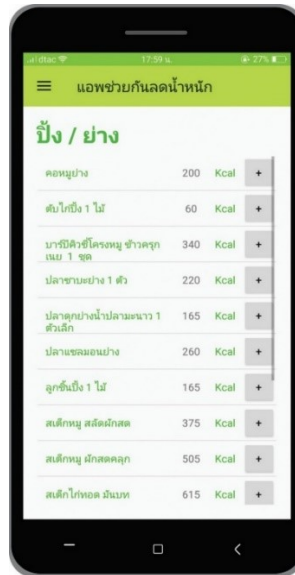 dtac 17:59 น. 27%
แอพช่วยกันลดน้ำหนัก
ปิ้ง / ย่าง
คอหมูย่าง 200 Kcal +
ตับไก่ปิ้ง 1 ไม้ 60 Kcal +
บาร์บีคิวซี่โครงหมู ข้าวคลุก 340 Kcal +
เนย 1 ชุด
ปลาซาบะย่าง 1 ตัว 220 Kcal +
ปลาดุกย่างน้ำปลามะนาว 1 165 Kcal +
ตัวเล็ก
ปลาแซลมอนย่าง 260 Kcal +
ลูกชิ้นปิ้ง 1 ไม้ 165 Kcal +
สเต็กหมู สลัดผักสด 375 Kcal +
สเต็กหมู ผักสดคลุก 505 Kcal +
สเต็กไก่ทอด มันบท 615 Kcal +